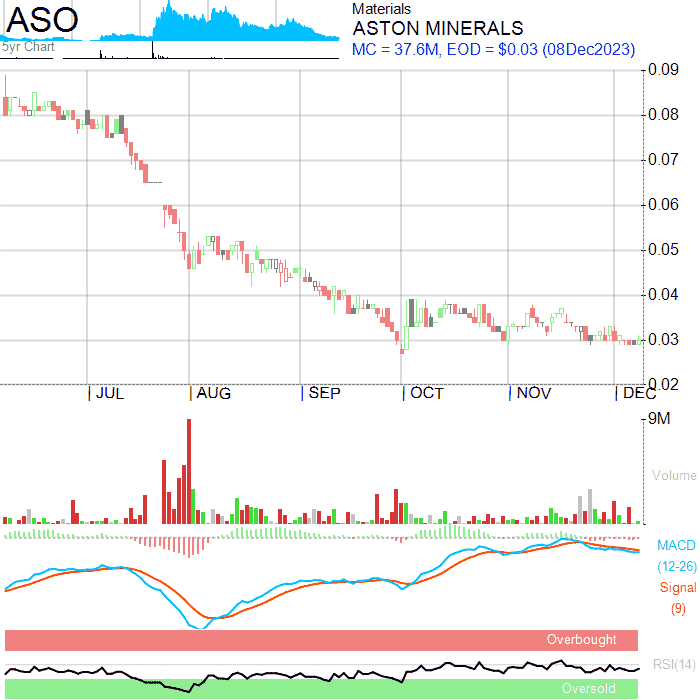 ASO
5yr Chart
Materials
ASTON MINERALS
MC = 37.6M, EOD = $0.03 (08Dec2023)
0.09
0.08
0.07
0.06
0.05
0.04
0.03
0.02
JUL
AUG
SEP
OCT
NOV
DEC
9M
Volume
MACD
(12-26)
Signal
(9)
Overbought
RSI(14)
Oversold